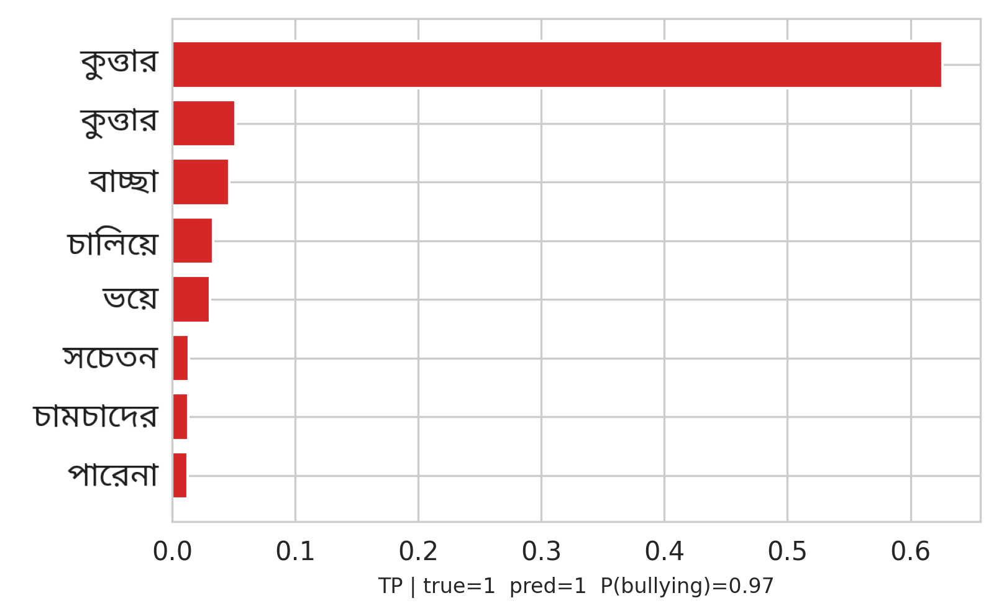 কুত্তার
কুত্তার
বাচ্ছা
চালিয়ে
ভয়ে
সচেতন
চামচাদের
পারেনা
0.0 0.1 0.2 0.3 0.4 0.5 0.6
TP | true=1 pred=1 P(bullying)=0.97